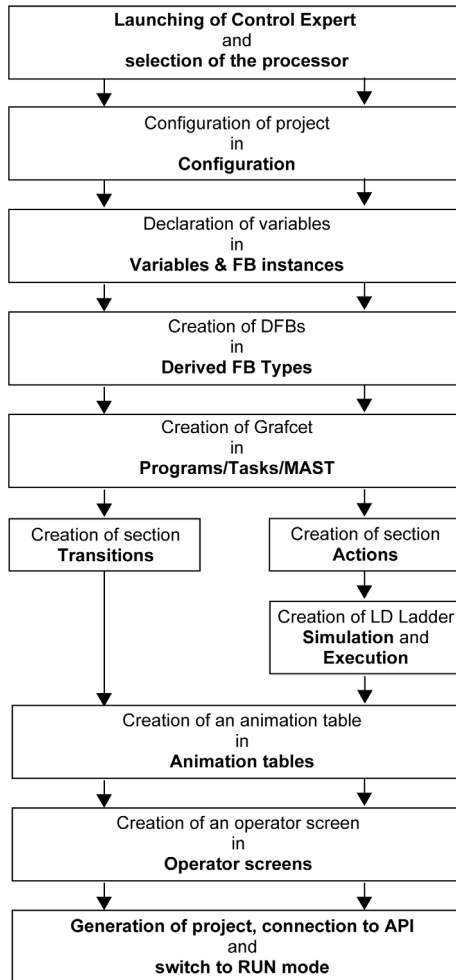 Launching of Control Expert
and
selection of the processor
Configuration of project
in
Configuration
Declaration of variables
in
Variables & FB instances
Creation of DFBs
in
Derived FB Types
Creation of Grafcet
in
Programs/Tasks/MAST
Creation of section
Transitions
Creation of section
Actions
Creation of LD Ladder
Simulation and
Execution
Creation of an animation table
in
Animation tables
Creation of an operator screen
in
Operator screens
Generation of project, connection to API
and
switch to RUN mode